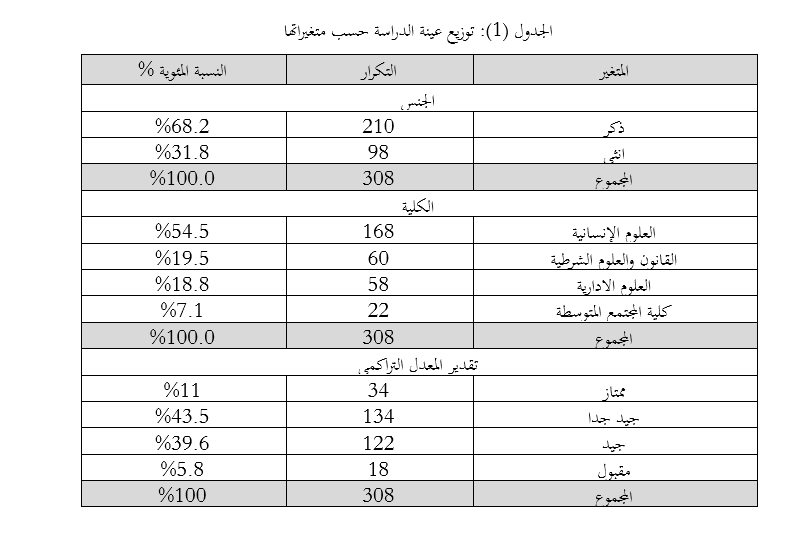 الجدول (1): توزيع عينة الدراسة حسب متغيراتها
المتغير التكرار النسبة المئوية %
الجنس
ذكر 210 68.2%
انثى 98 31.8%
المجموع 308 100.0%
الكلية
العلوم الإنسانية 168 54.5%
القانون والعلوم الشرطية 60 19.5%
العلوم الادارية 58 18.8%
كلية المجتمع المتوسطة 22 7.1%
المجموع 308 100.0%
تقدير المعدل التراكمي
ممتاز 34 11%
جيد جدا 134 43.5%
جيد 122 39.6%
مقبول 18 5.8%
المجموع 308 100%